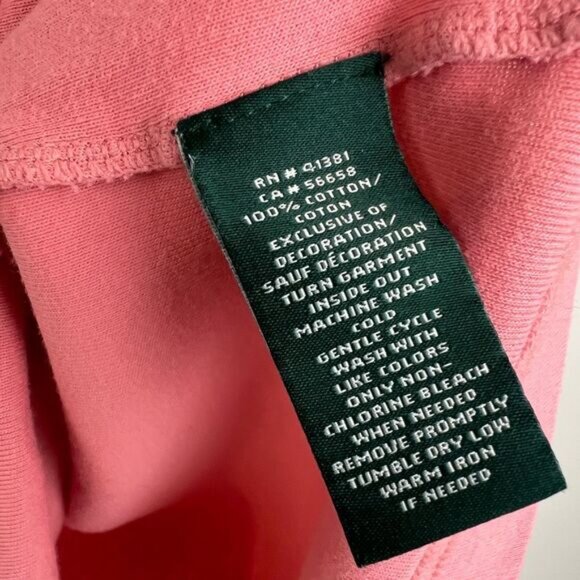 RN # 41381
CA # 56658
100% COTTON/
COTON
EXCLUSIVE OF
DECORATION/
SAUF DÉCORATION
TURN GARMENT
INSIDE OUT
MACHINE WASH
COLD
GENTLE CYCLE
WASH WITH
LIKE COLORS
ONLY NON-
CHLORINE BLEACH
WHEN NEEDED
REMOVE PROMPTLY
TUMBLE DRY LOW
WARM IRON
IF NEEDED